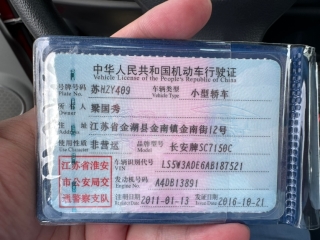 中华人民共和国机动车行驶证
Vehicle License of the People's Republic of China
号牌号码 苏HZY409 车辆类型 小型轿车
Plate No. Vehicle Type
所有人 梁国秀
住址 江苏省金湖县金南镇金南街12号
使用性质 非营运 品牌型号 长安牌SC7150C
Use Character Model
江苏省淮安 车辆识别代号 LS5W3ADE6AB187521
VIN
市公安局交 发动机号码 A4DB13891
Engine No.
通警察支队 注册日期 2011-01-13 发证日期 2016-10-21